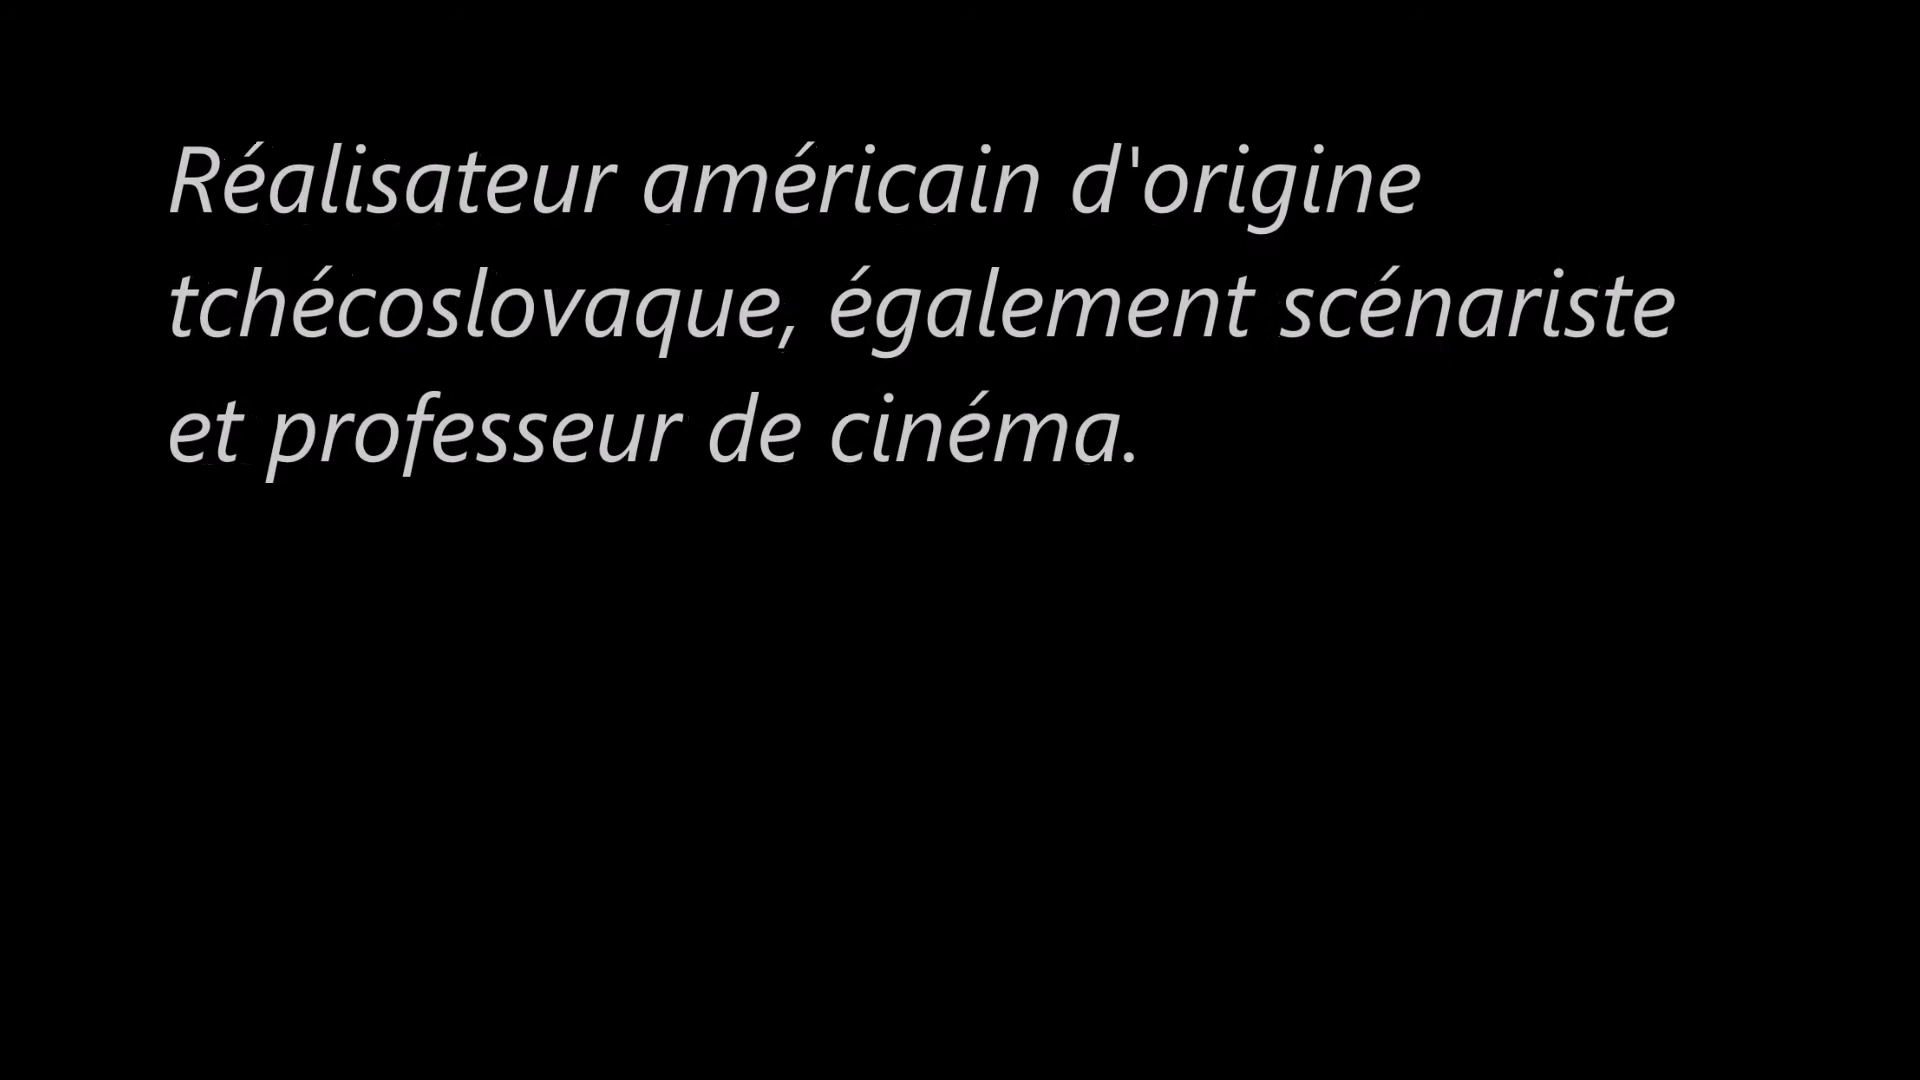 Réalisateur américain d'origine
tchécoslovaque, également scénariste
et professeur de cinéma.